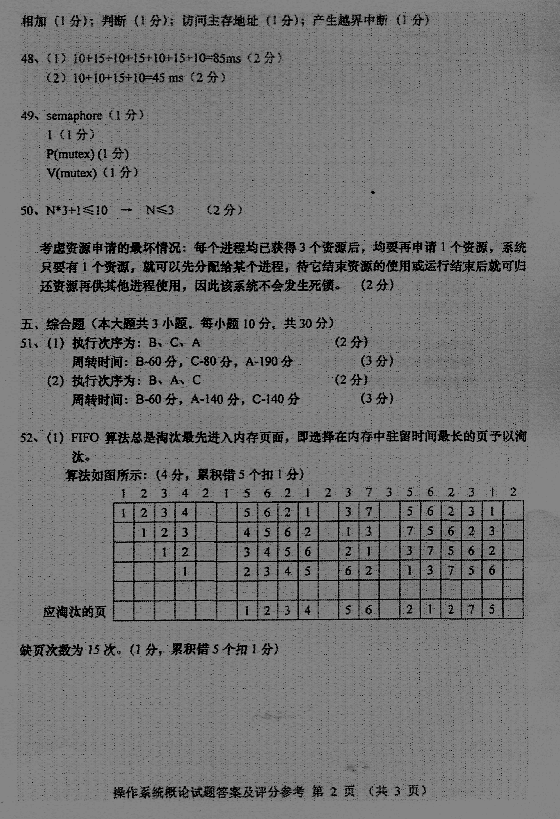 相加（1分）；判断（1分）；访问主存地址（1分）；产生越界中断（1分）
48、（1）10+15+10+15+10+15+10=85ms（2分）
（2）10+10+15+10=45 ms（2分）
49、semaphore（1分）
1（1分）
P(mutex)(1分)
V(mutex)（1分）
50、N*3+1≤10 → N≤3 （2分）
考虑资源申请的最坏情况：每个进程均已获得3个资源后，均要再申请1个资源，系统
只要有1个资源，就可以先分配给某个进程，待它结束资源的使用或运行结束后就可归
还资源再供其他进程使用，因此该系统不会发生死锁。（2分）
五、综合题（本大题共3小题，每小题10分，共30分）
51、（1）执行次序为：B、C、A （2分）
周转时间：B-60分，C-80分，A-190分 （3分）
（2）执行次序为：B、A、C （2分）
周转时间：B-60分，A-140分，C-140分 （3分）
52、（1）FIFO 算法总是淘汰最先进入内存页面，即选择在内存中驻留时间最长的页予以淘
汰。
算法如图所示：（4分，累积错5个扣1分）
1 2 3 4 2 1 5 6 2 1 2 3 7 3 5 6 2 3 1 2
1 2 3 4 5 6 2 1 3 7 5 6 2 3 1
1 2 3 4 5 6 2 1 3 7 5 6 2 3
1 2 3 4 5 6 2 1 3 7 5 6 2
1 2 3 4 5 6 2 1 3 7 5 6
应淘汰的页 1 2 3 4 5 6 2 1 2 7 5
缺页次数为15次。（1分，累积错5个扣1分）
操作系统概论试题答案及评分参考 第 2 页 （共 3 页）